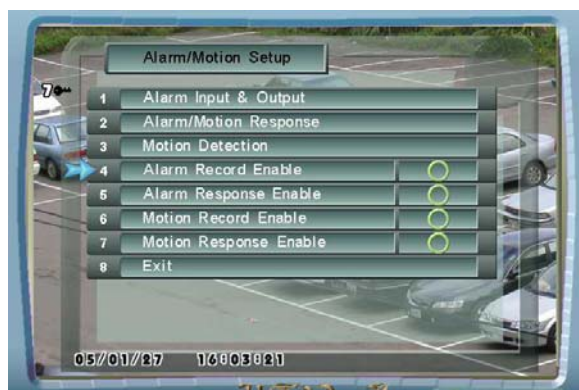 Alarm/Motion Setup
7
1 Alarm Input & Output
2 Alarm/Motion Response
3 Motion Detection
4 Alarm Record Enable
5 Alarm Response Enable
6 Motion Record Enable
7 Motion Response Enable
8 Exit
05/01/27 16:03:21